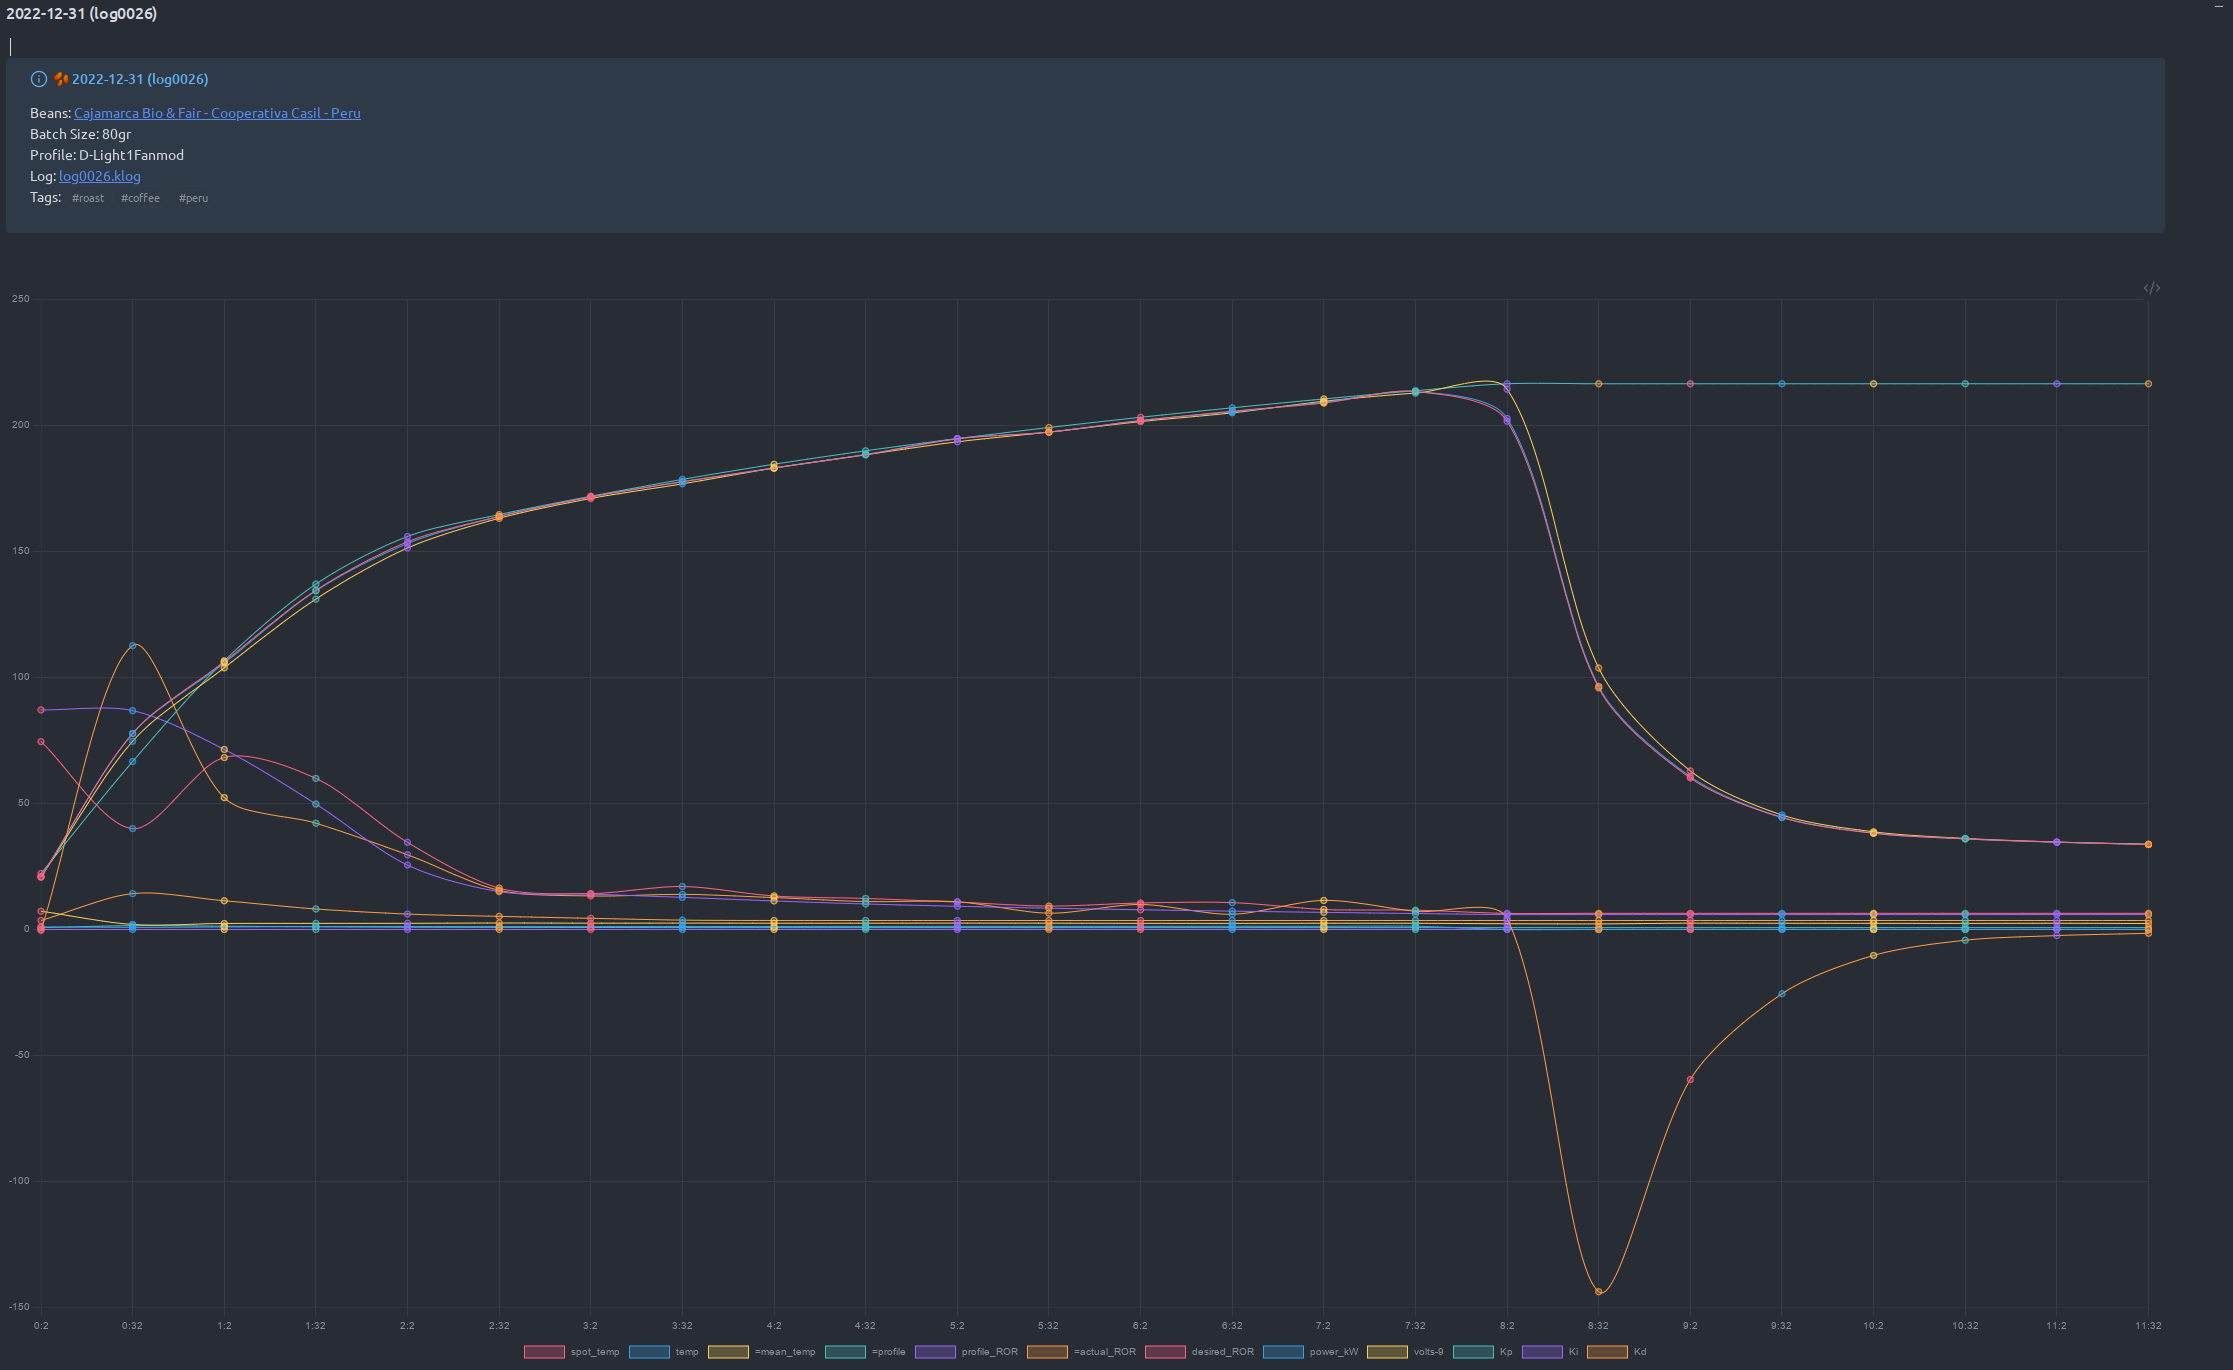 2022-12-31 (log0026)
2022-12-31 (log0026)
Beans: Cajamarca Bio & Fair - Cooperativa Casil - Peru
Batch Size: 80gr
Profile: D-Light1Fanmod
Log: log0026.klog
Tags: #roast #coffee #peru
</>
250
200
150
100
50
0
-50
-100
-150
0:2 0:32 1:2 1:32 2:2 2:32 3:2 3:32 4:2 4:32 5:2 5:32 6:2 6:32 7:2 7:32 8:2 8:32 9:2 9:32 10:2 10:32 11:2 11:32
spot_temp temp =mean_temp =profile profile_ROR =actual_ROR desired_ROR power_kW volts-9 Kp Ki Kd